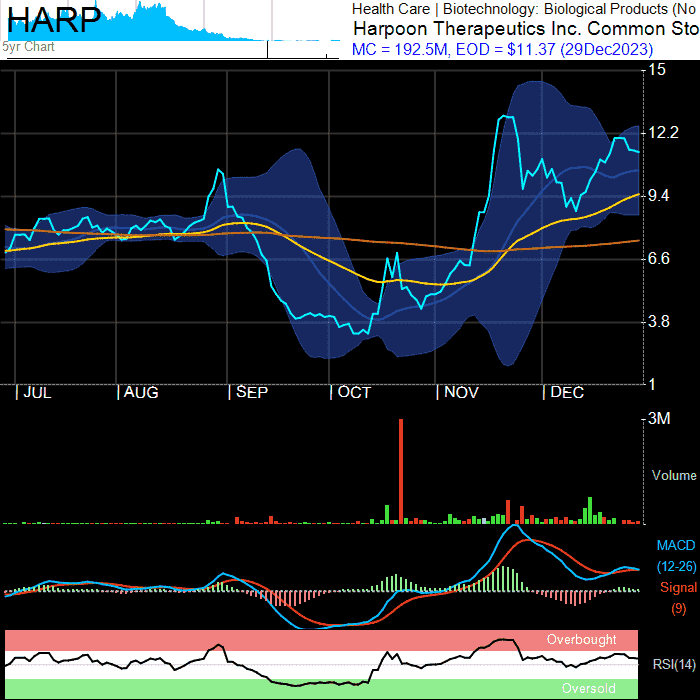 HARP
5yr Chart
Health Care | Biotechnology: Biological Products (No
Harpoon Therapeutics Inc. Common Sto
MC = 192.5M, EOD = $11.37 (29Dec2023)
15
12.2
9.4
6.6
3.8
1
| JUL | AUG | SEP | OCT | NOV | DEC
3M
Volume
MACD
(12-26)
Signal
(9)
Overbought
RSI(14)
Oversold